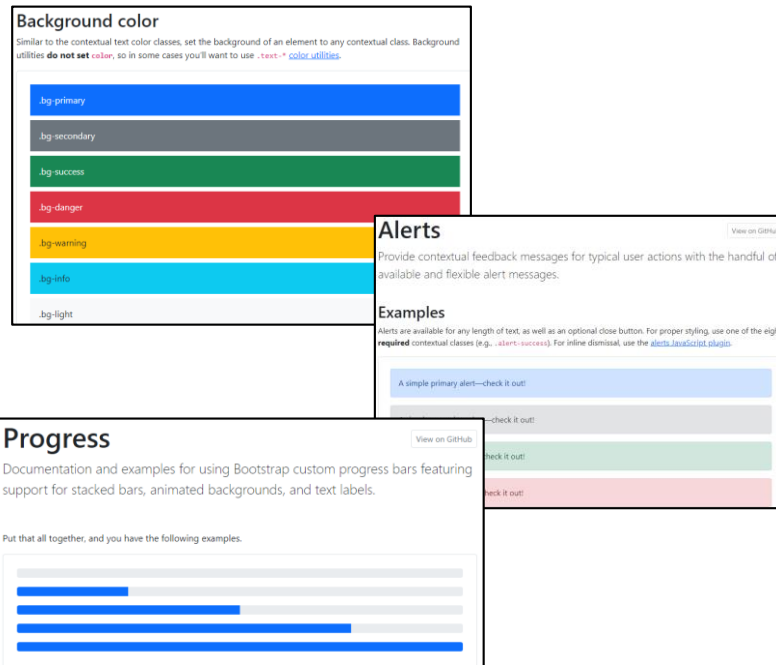 Background color
Similar to the contextual text color classes, set the background of an element to any contextual class. Background
utilities do not set color, so in some cases you'll want to use .text-* color utilities.
.bg-primary
.bg-secondary
.bg-success
.bg-danger
.bg-warning
.bg-info
.bg-light
Alerts
View on GitHub
Provide contextual feedback messages for typical user actions with the handful of
available and flexible alert messages.
Examples
Alerts are available for any length of text, as well as an optional close button. For proper styling, use one of the eight
required contextual classes (e.g., .alert-success). For inline dismissal, use the alerts JavaScript plugin.
A simple primary alert—check it out!
—check it out!
check it out!
check it out!
Progress
View on GitHub
Documentation and examples for using Bootstrap custom progress bars featuring
support for stacked bars, animated backgrounds, and text labels.
Put that all together, and you have the following examples.